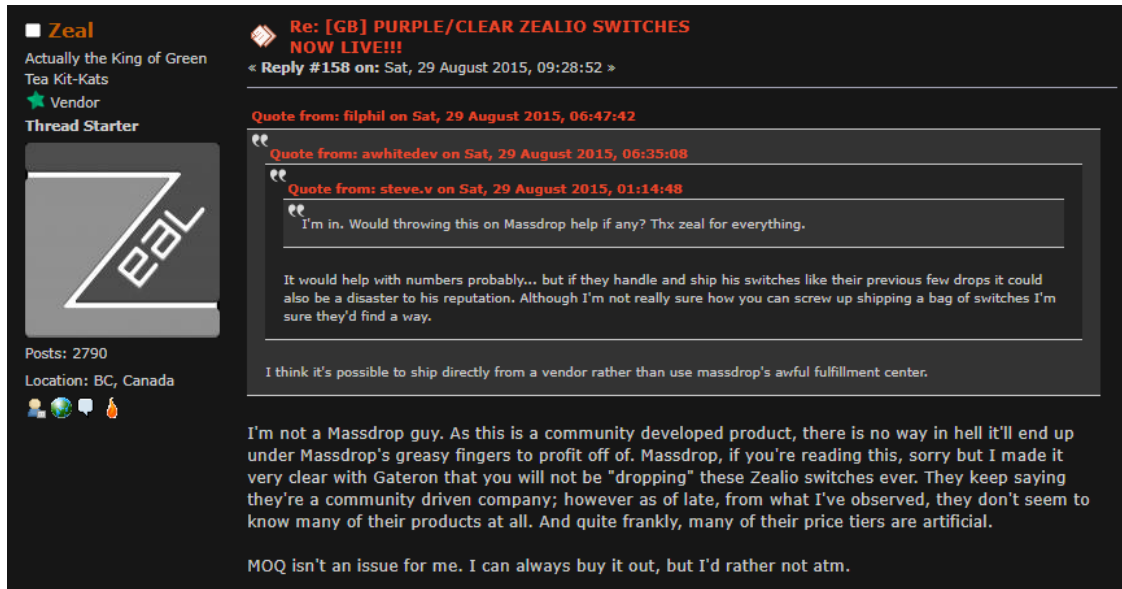 Zeal
Actually the King of Green
Tea Kit-Kats
Vendor
Thread Starter
ZEAL
Posts: 2790
Location: BC, Canada
Re: [GB] PURPLE/CLEAR ZEALIO SWITCHES
NOW LIVE!!!
« Reply #158 on: Sat, 29 August 2015, 09:28:52 »
Quote from: filphil on Sat, 29 August 2015, 06:47:42
Quote from: awhitedev on Sat, 29 August 2015, 06:35:08
Quote from: steve.v on Sat, 29 August 2015, 01:14:48
I'm in. Would throwing this on Massdrop help if any? Thx zeal for everything.
It would help with numbers probably... but if they handle and ship his switches like their previous few drops it could
also be a disaster to his reputation. Although I'm not really sure how you can screw up shipping a bag of switches I'm
sure they'd find a way.
I think it's possible to ship directly from a vendor rather than use massdrop's awful fulfillment center.
I'm not a Massdrop guy. As this is a community developed product, there is no way in hell it'll end up
under Massdrop's greasy fingers to profit off of. Massdrop, if you're reading this, sorry but I made it
very clear with Gateron that you will not be "dropping" these Zealio switches ever. They keep saying
they're a community driven company; however as of late, from what I've observed, they don't seem to
know many of their products at all. And quite frankly, many of their price tiers are artificial.
MOQ isn't an issue for me. I can always buy it out, but I'd rather not atm.